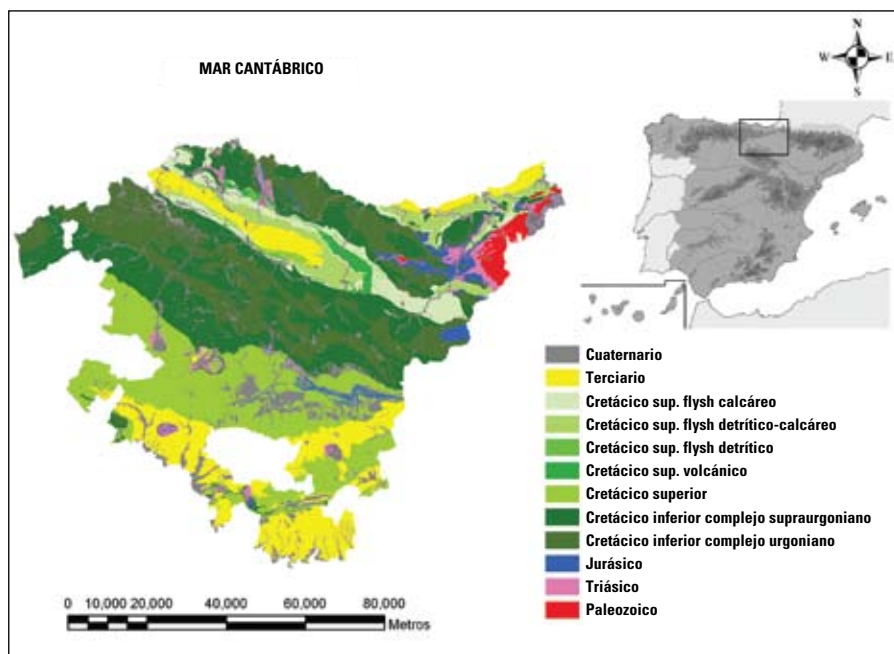 MAR CANTÁBRICO
N
W E
S
Cuaternario
Terciario
Cretácico sup. flysh calcáreo
Cretácico sup. flysh detrítico-calcáreo
Cretácico sup. flysh detrítico
Cretácico sup. volcánico
Cretácico superior
Cretácico inferior complejo supraurgoniano
Cretácico inferior complejo urgoniano
Jurásico
Triásico
Paleozoico
0 10,000 20,000 40,000 60,000 80,000
Metros